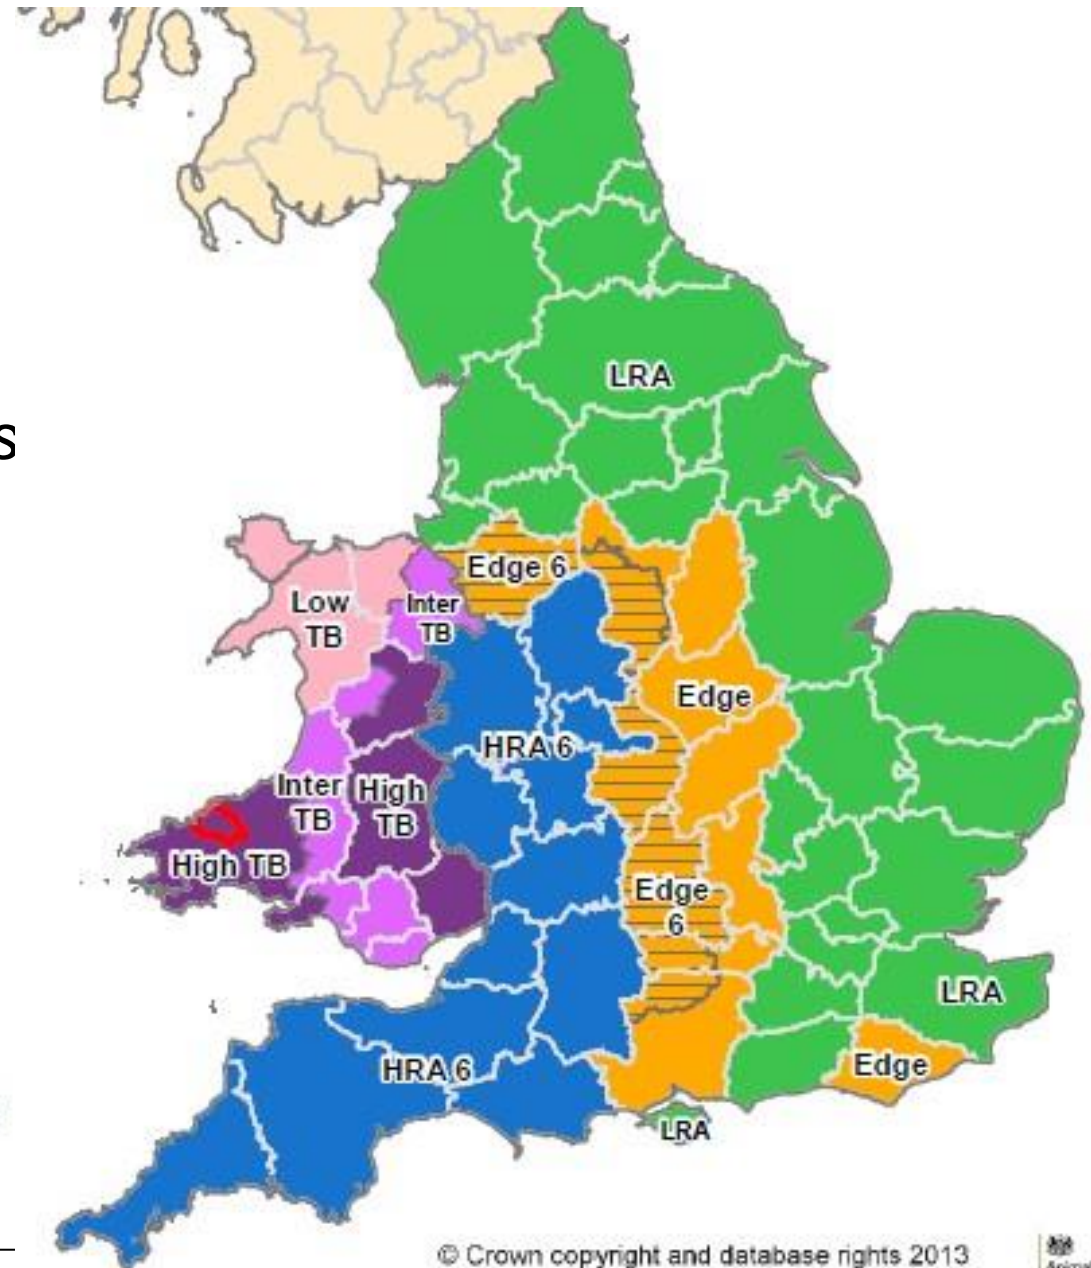 LRA
s
Edge 6
Low
TB
Inter
TB
Edge
HRA 6
Inter
TB
High
TB
High TB
Edge
6
LRA
HRA 6
Edge
LRA
© Crown copyright and database rights 2013